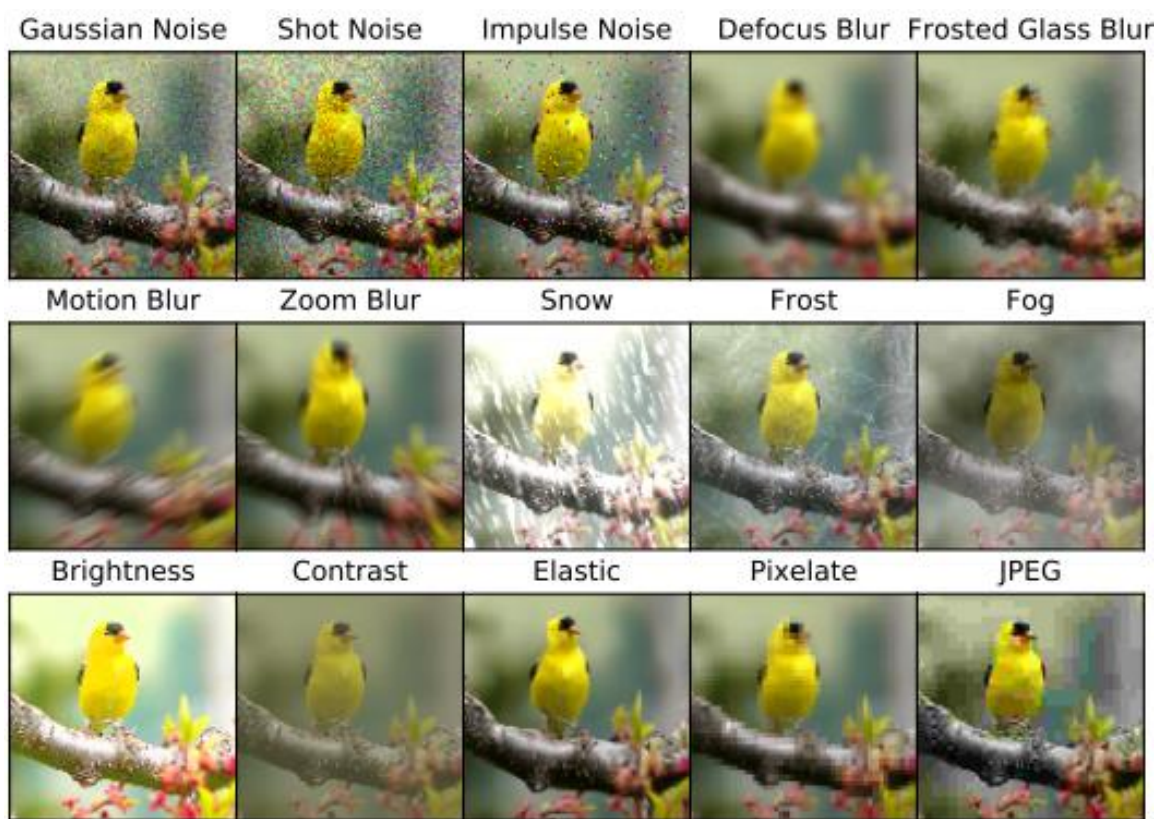 Gaussian Noise Shot Noise Impulse Noise Defocus Blur Frosted Glass Blur
Motion Blur Zoom Blur Snow Frost Fog
Brightness Contrast Elastic Pixelate JPEG